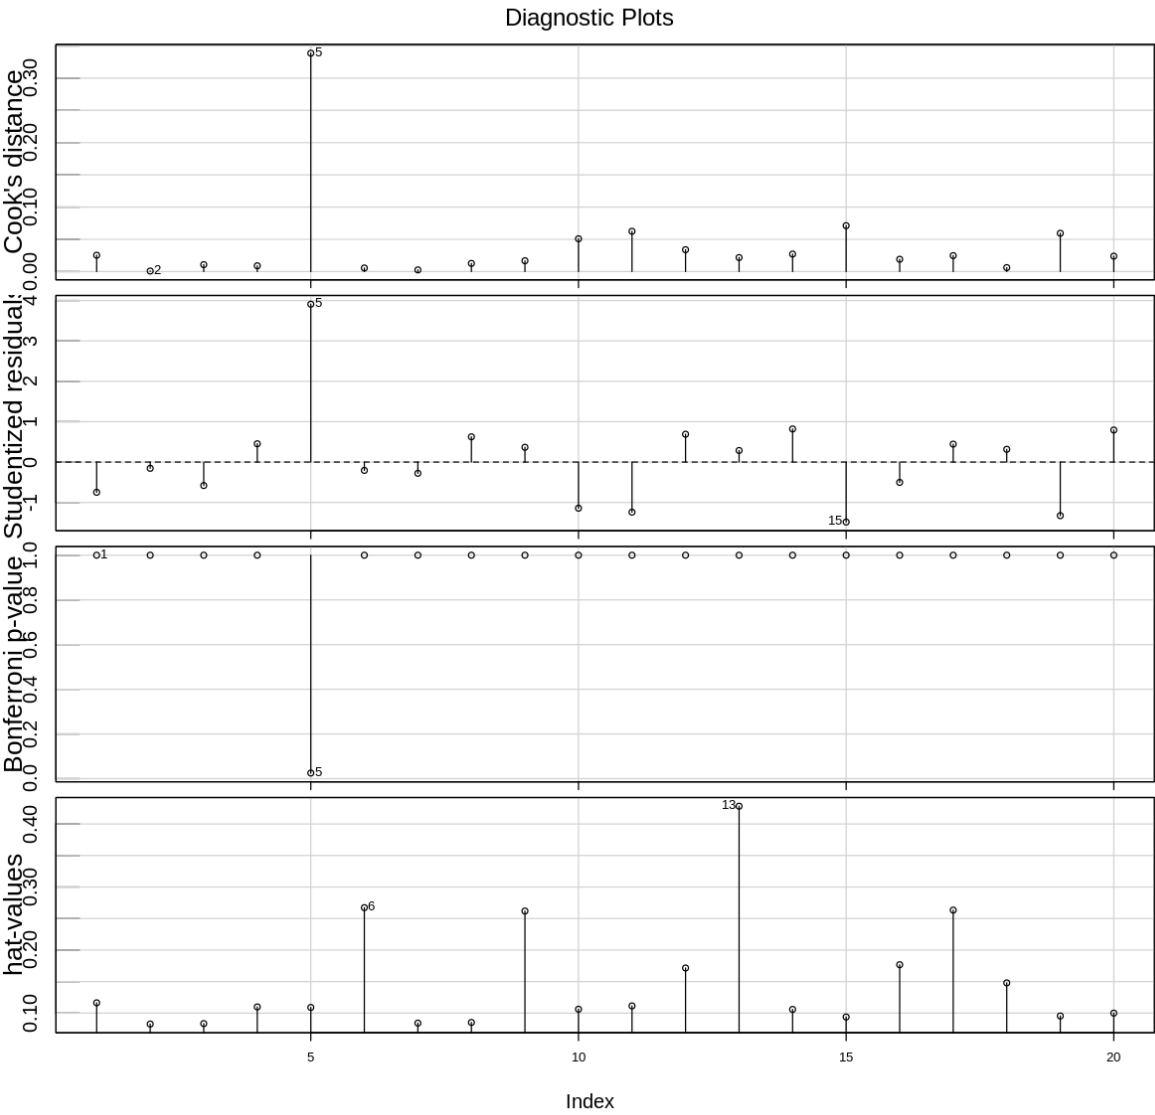 Diagnostic Plots
Cook's distance
0.00 0.10 0.20 0.30
5
2
Studentized residuals
-1 0 1 2 3 4
5
15
Bonferroni p-value
0.0 0.2 0.4 0.6 0.8 1.0
1
5
hat-values
0.10 0.20 0.30 0.40
13
6
5 10 15 20
Index